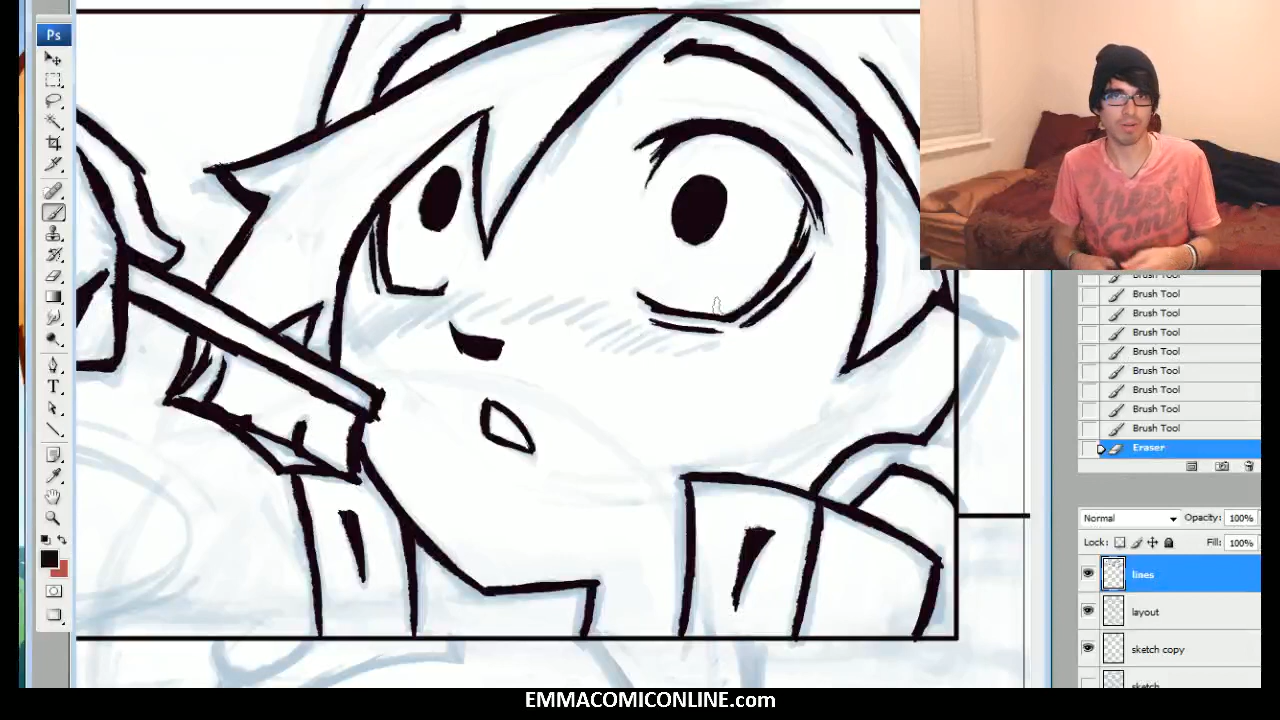 Ps
T
Brush Tool
Brush Tool
Brush Tool
Brush Tool
Brush Tool
Brush Tool
Brush Tool
Brush Tool
Brush Tool
Eraser
Normal
Opacity: 100%
Lock:
Fill: 100%
lines
layout
sketch copy
sketch
EMMACOMICONLINE.com